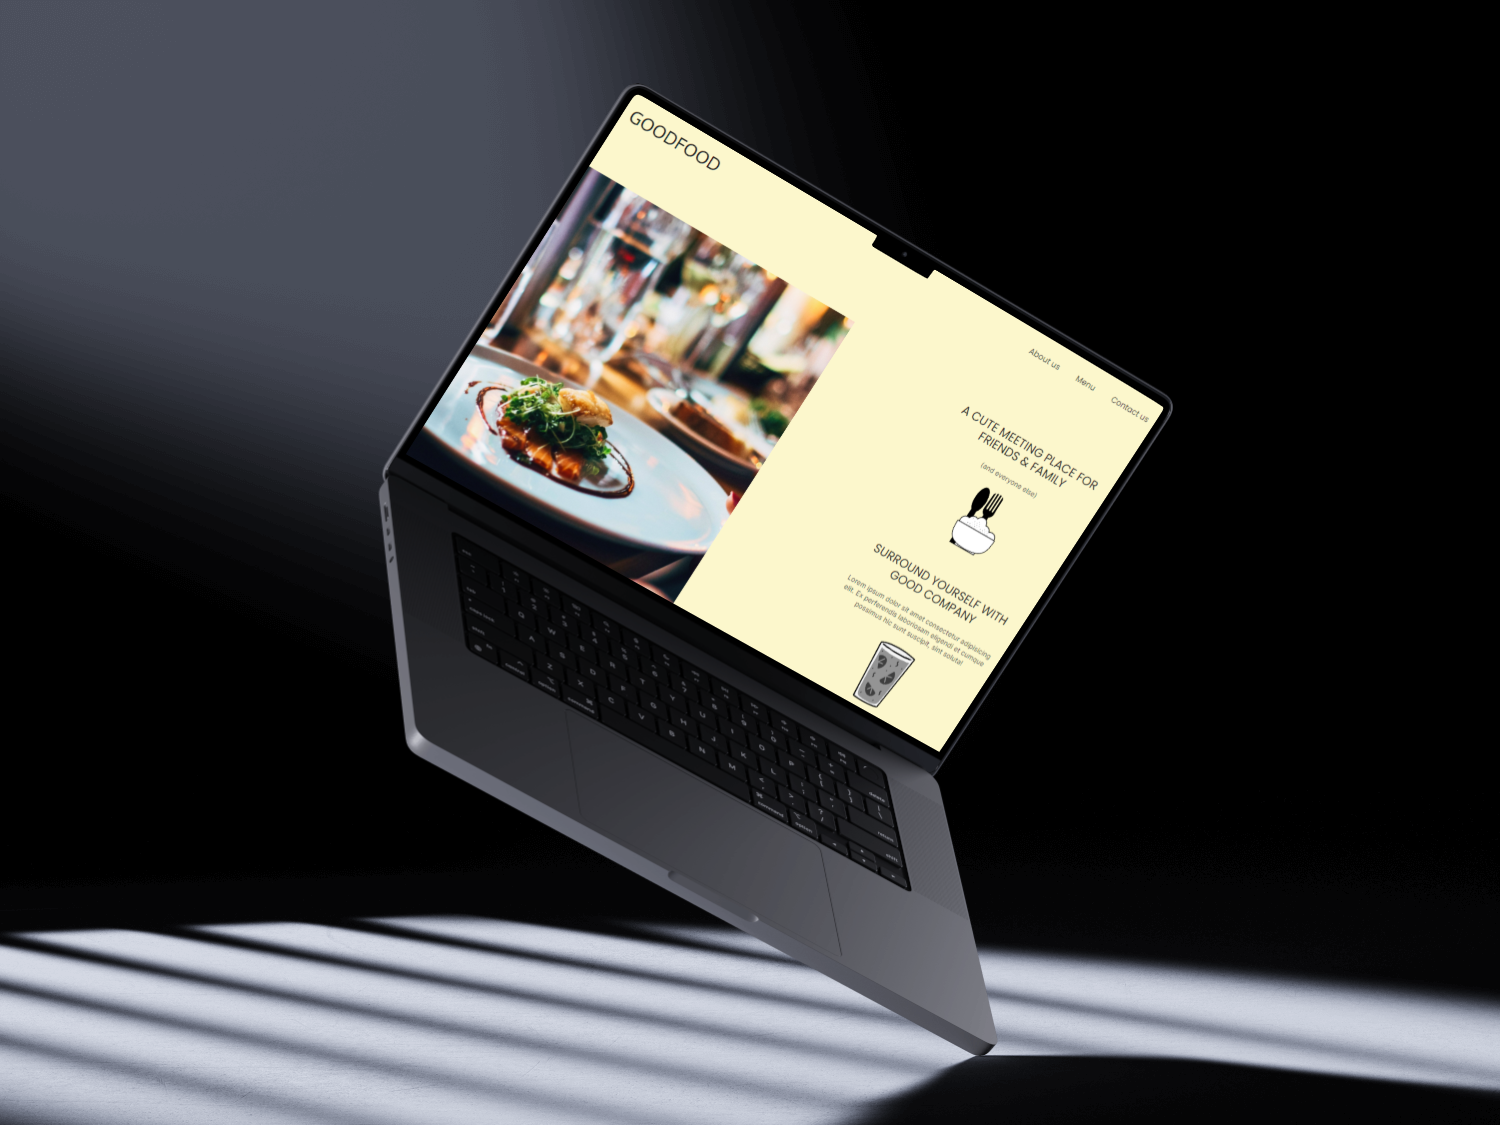 GOODFOOD
About us
Menu
Contact us
A CUTE MEETING PLACE FOR
FRIENDS & FAMILY
(and everyone else)
SURROUND YOURSELF WITH
GOOD COMPANY
Lorem ipsum dolor sit amet consectetur adipisicing
elit. Ex perferendis laboriosam eligendi et cumque
possimus hic sunt suscipit, sint soluta!